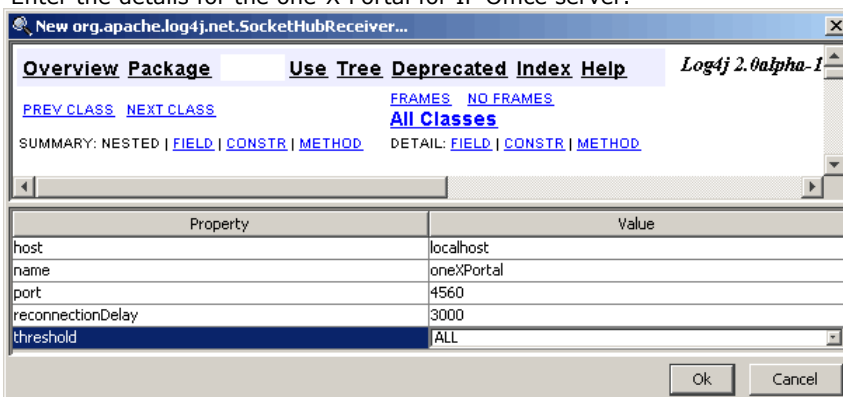 Enter the details for the one-X Portal for IP Office server.
New org.apache.log4j.net.SocketHubReceiver...
Overview Package Use Tree Deprecated Index Help
Log4j 2.0alpha-1
PREV CLASS NEXT CLASS
FRAMES NO FRAMES
All Classes
SUMMARY: NESTED | FIELD | CONSTR | METHOD
DETAIL: FIELD | CONSTR | METHOD
Property Value
host localhost
name oneXPortal
port 4560
reconnectionDelay 3000
threshold ALL
Ok Cancel